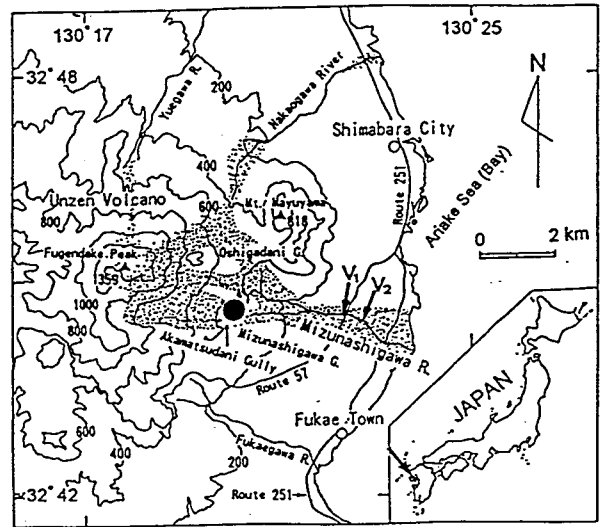 130° 17
130° 25
32° 48
Yuegawa R.
200
Nakaogawa River
N
Shimabara City
400
Unzen Volcano
Mt. Mayuyama
Route 251
Ariake Sea (Bay)
600
818
800
0 2 km
Fugendake Peak
Oshigadani G.
1359
V1
V2
1000
800
Mizunashigawa R.
Akamatsudani Gully
Mizunashigawa G.
Route 57
JAPAN
Fukae Town
600
400
Fukaegawa R.
200
32° 42
Route 251